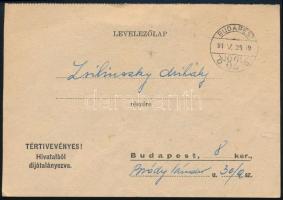 LEVELEZŐLAP
BUDAPEST
Zsilinszky Mihály
részére
TÉRTIVEVÉNYES!
Hivatalból
díjátalányozva.
Budapest, 8 ker.,
Bródy Sándor u. 30/a sz.